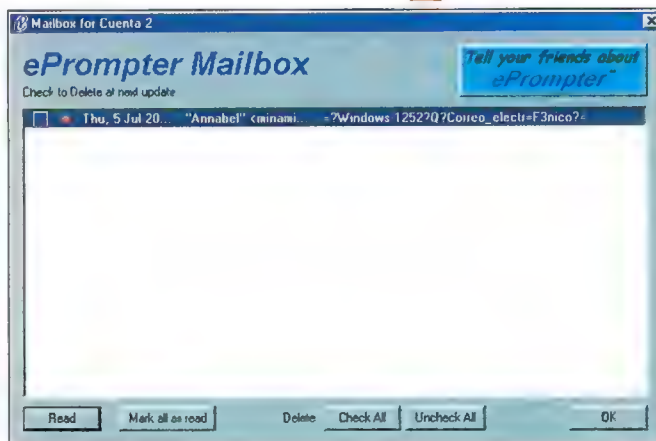 Mailbox for Cuenta 2
ePrompter Mailbox
Tell your friends about
ePrompter™
Check to Delete at next update
Thu, 5 Jul 20... "Annabel" <minami... =?Windows 1252?Q?Correo_electr=F3nico?=
Read
Mark all as read
Delete
Check All
Uncheck All
OK